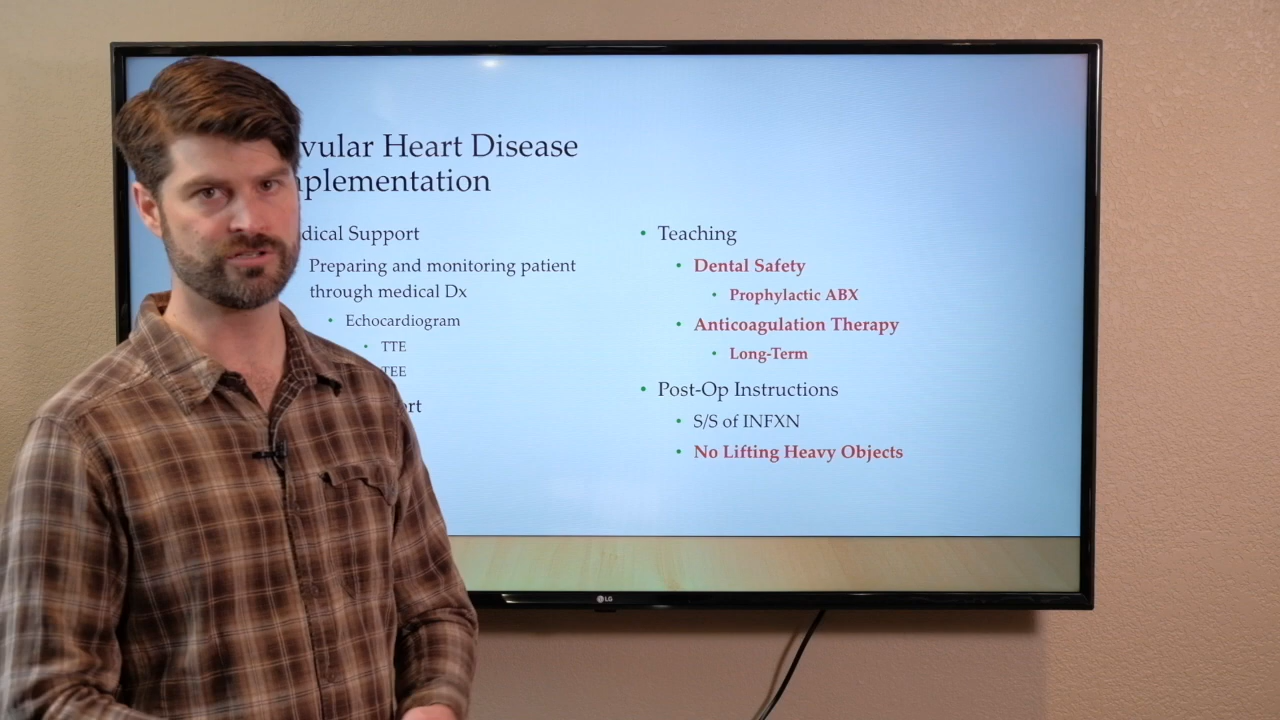 vular Heart Disease
plementation
dical Support
Preparing and monitoring patient
through medical Dx
• Echocardiogram
• TTE
TEE
ort
• Teaching
• Dental Safety
• Prophylactic ABX
• Anticoagulation Therapy
• Long-Term
• Post-Op Instructions
• S/S of INFXN
• No Lifting Heavy Objects
LG